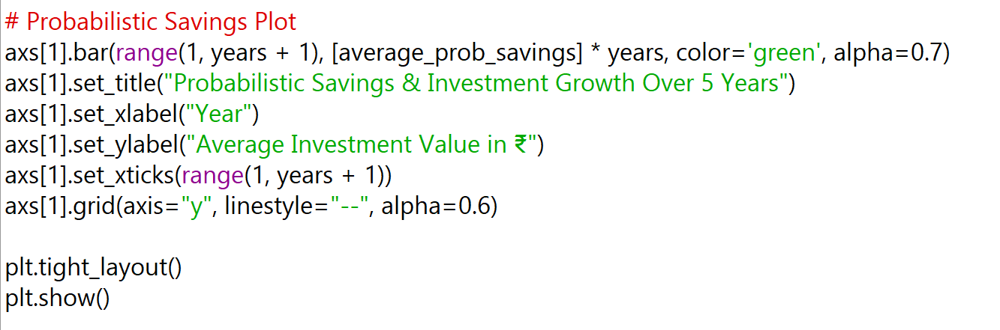 # Probabilistic Savings Plot
axs[1].bar(range(1, years + 1), [average_prob_savings] * years, color='green', alpha=0.7)
axs[1].set_title("Probabilistic Savings & Investment Growth Over 5 Years")
axs[1].set_xlabel("Year")
axs[1].set_ylabel("Average Investment Value in ₹")
axs[1].set_xticks(range(1, years + 1))
axs[1].grid(axis="y", linestyle="--", alpha=0.6)
plt.tight_layout()
plt.show()